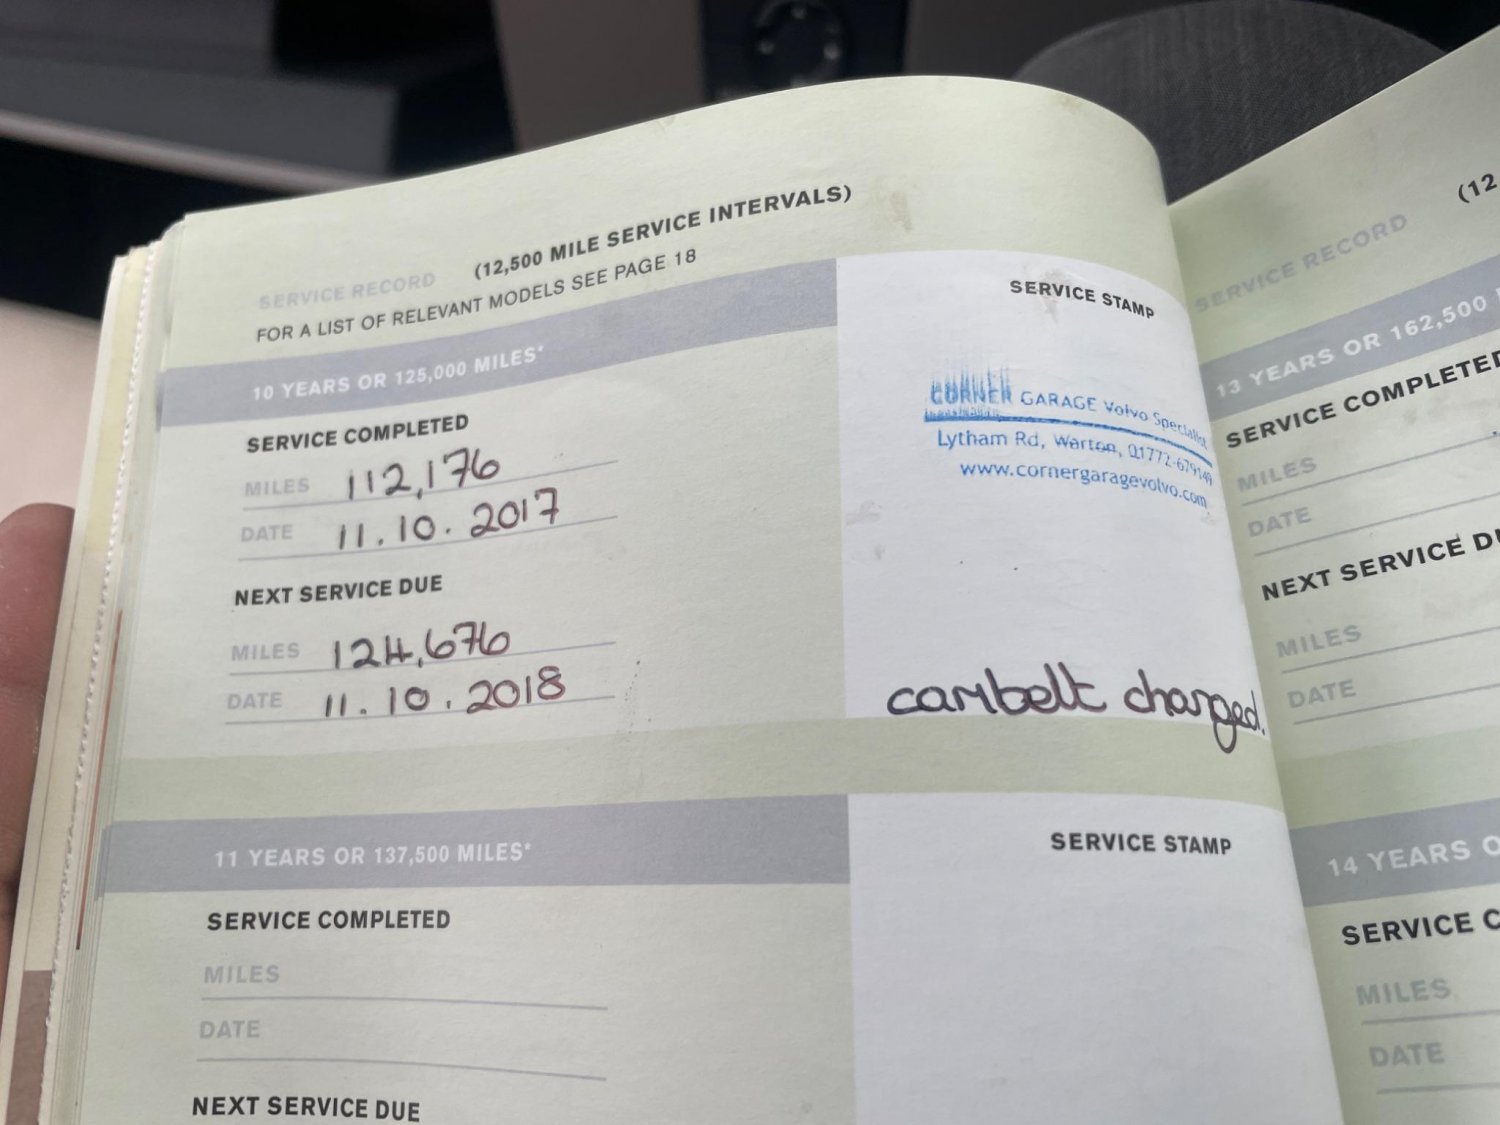 SERVICE RECORD (12,500 MILE SERVICE INTERVALS)
FOR A LIST OF RELEVANT MODELS SEE PAGE 18
10 YEARS OR 125,000 MILES*
SERVICE COMPLETED
MILES 112,176
DATE 11.10.2017
NEXT SERVICE DUE
MILES 124,676
DATE 11.10.2018
SERVICE STAMP
CORNER GARAGE Volvo Specialist
Lytham Rd, Warton, 01772-679149
www.cornergaragevolvo.com
cambelt changed.
11 YEARS OR 137,500 MILES*
SERVICE COMPLETED
MILES
DATE
NEXT SERVICE DUE
SERVICE STAMP
SERVICE RECORD (12
13 YEARS OR 162,500
SERVICE COMPLETED
MILES
DATE
NEXT SERVICE DU
MILES
DATE
14 YEARS O
SERVICE C
MILES
DATE